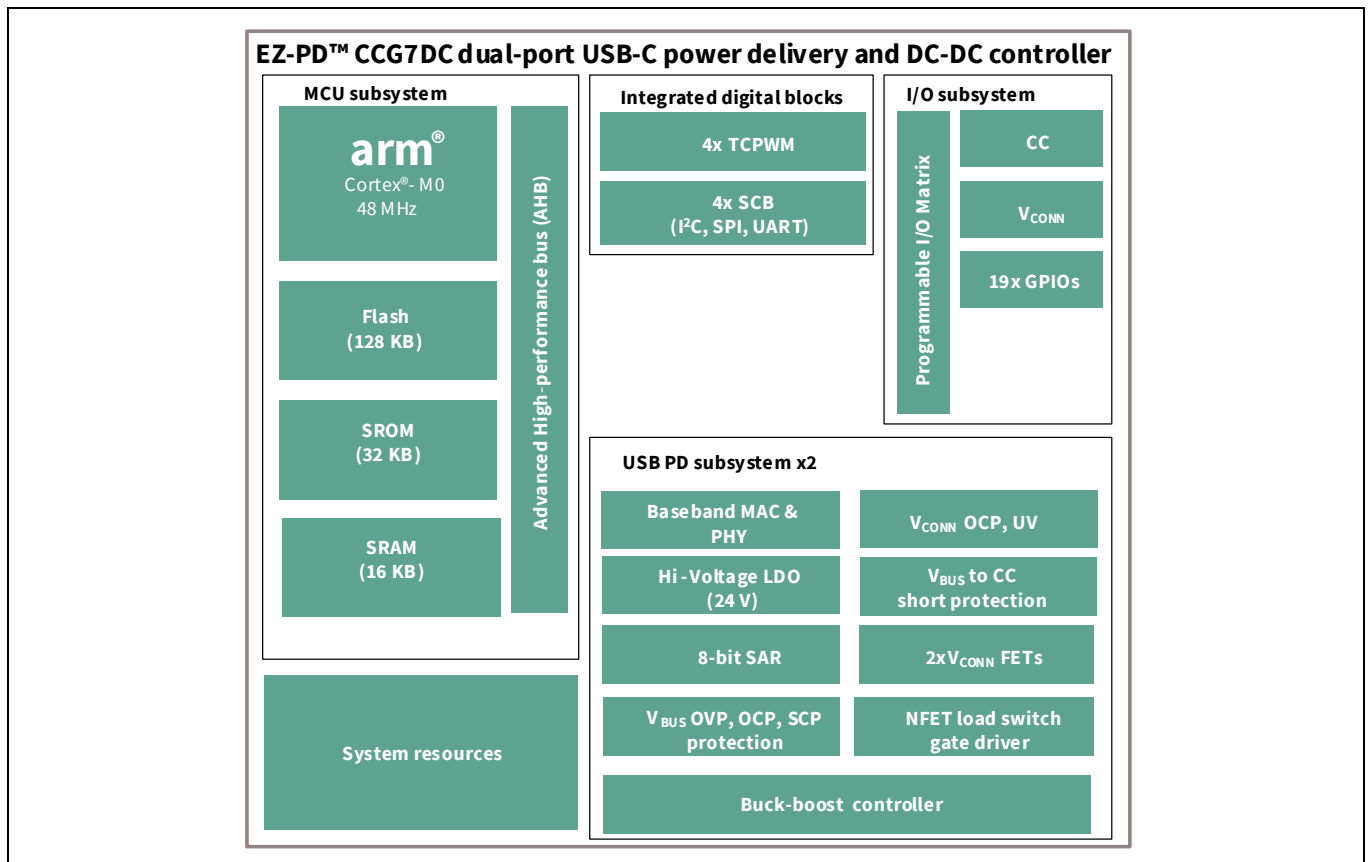 EZ-PD™ CCG7DC dual-port USB-C power delivery and DC-DC controller
MCU subsystem
arm®
Cortex®- M0
48 MHz
Flash
(128 KB)
SROM
(32 KB)
SRAM
(16 KB)
Advanced High-performance bus (AHB)
System resources
Integrated digital blocks
4x TCPWM
4x SCB
(I²C, SPI, UART)
I/O subsystem
Programmable I/O Matrix
CC
VCONN
19x GPIOs
USB PD subsystem x2
Baseband MAC &
PHY
VCONN OCP, UV
Hi-Voltage LDO
(24 V)
VBUS to CC
short protection
8-bit SAR
2xVCONN FETs
VBUS OVP, OCP, SCP
protection
NFET load switch
gate driver
Buck-boost controller